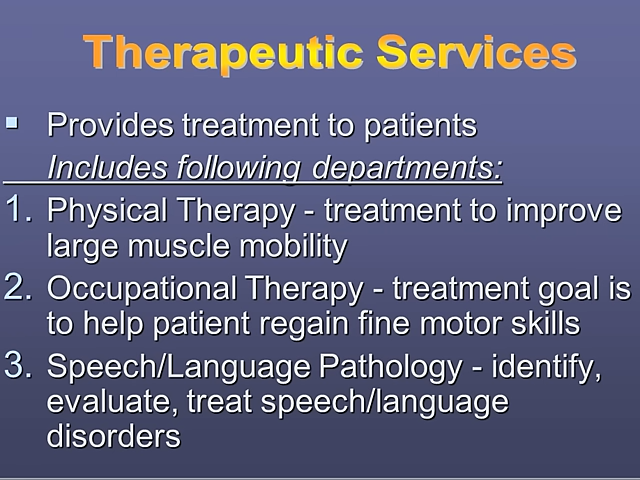 Therapeutic Services
▪ Provides treatment to patients
Includes following departments:
1. Physical Therapy - treatment to improve
large muscle mobility
2. Occupational Therapy - treatment goal is
to help patient regain fine motor skills
3. Speech/Language Pathology - identify,
evaluate, treat speech/language
disorders